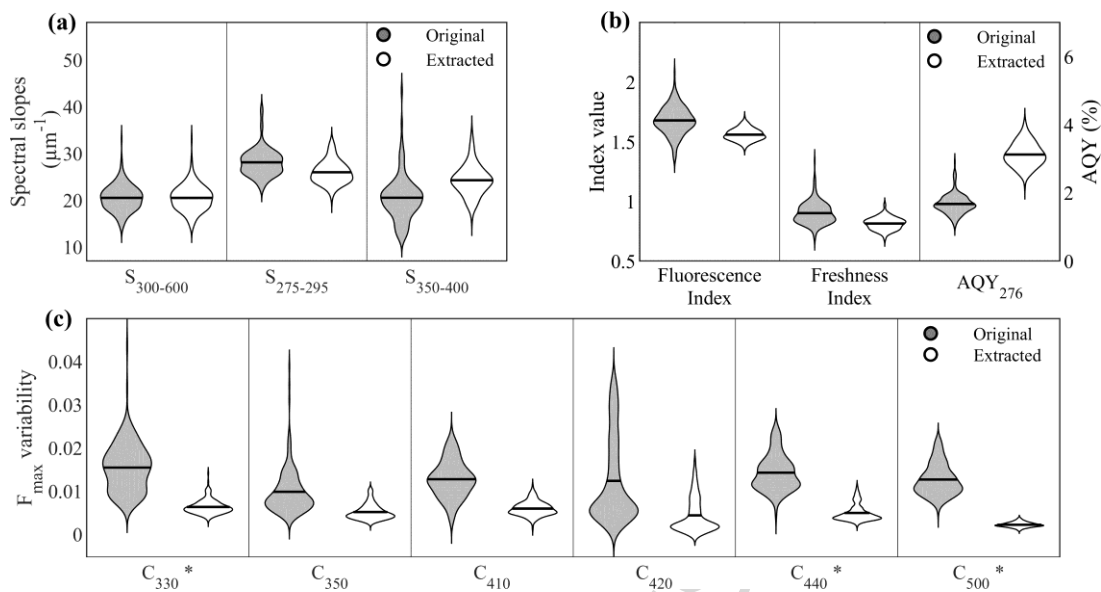 (a)
Original
Extracted
Spectral slopes
(µm⁻¹)
50
40
30
20
10
S300-600
S275-295
S350-400
(b)
Original
Extracted
Index value
2
1.5
1
0.5
AQY (%)
6
4
2
0
Fluorescence
Index
Freshness
Index
AQY276
(c)
Original
Extracted
Fmax variability
0.04
0.03
0.02
0.01
0
C330*
C350
C410
C420
C440*
C500*